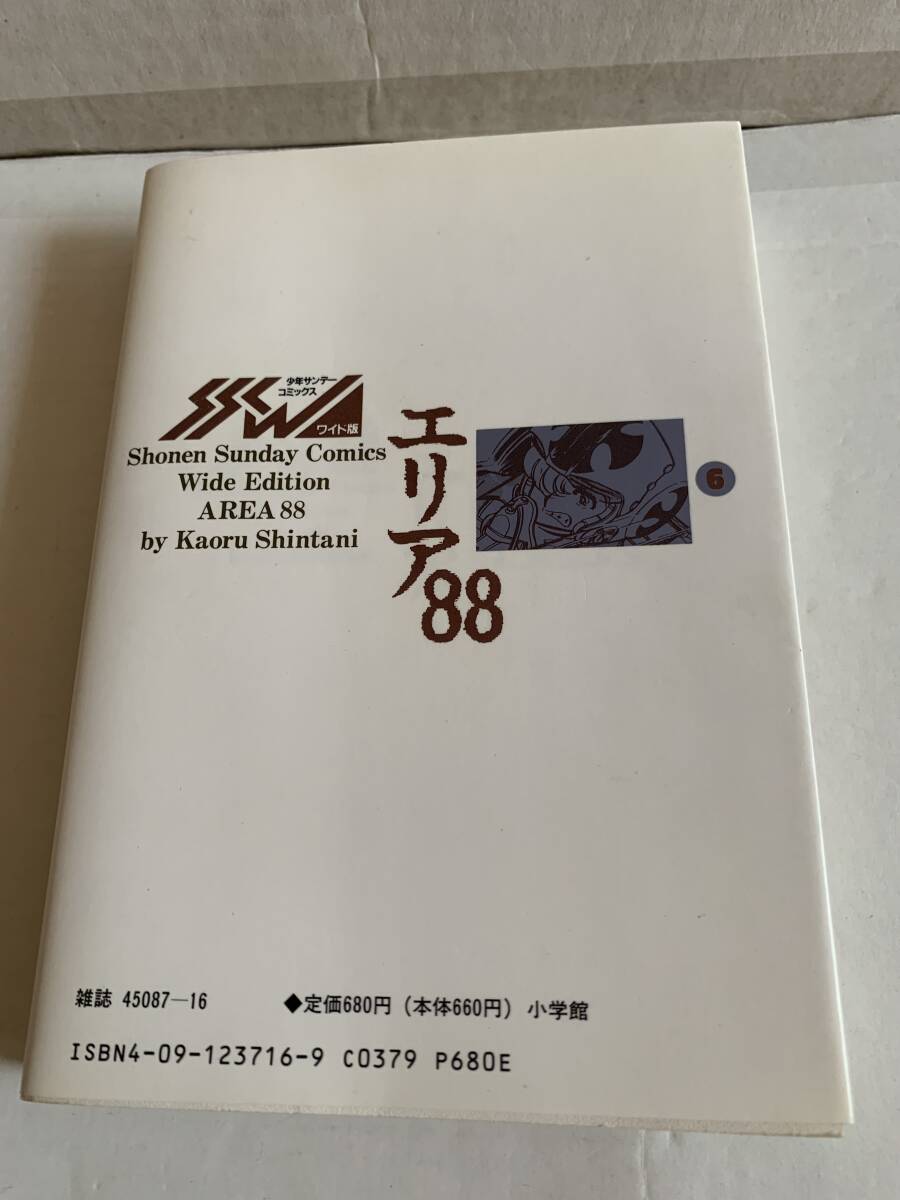 少年サンデー
コミックス
SSCW
ワイド版
Shonen Sunday Comics
Wide Edition
AREA 88
by Kaoru Shintani
エリア88
6
雑誌 45087-16
◆定価680円(本体660円)小学館
ISBN4-09-123716-9 C0379 P680E